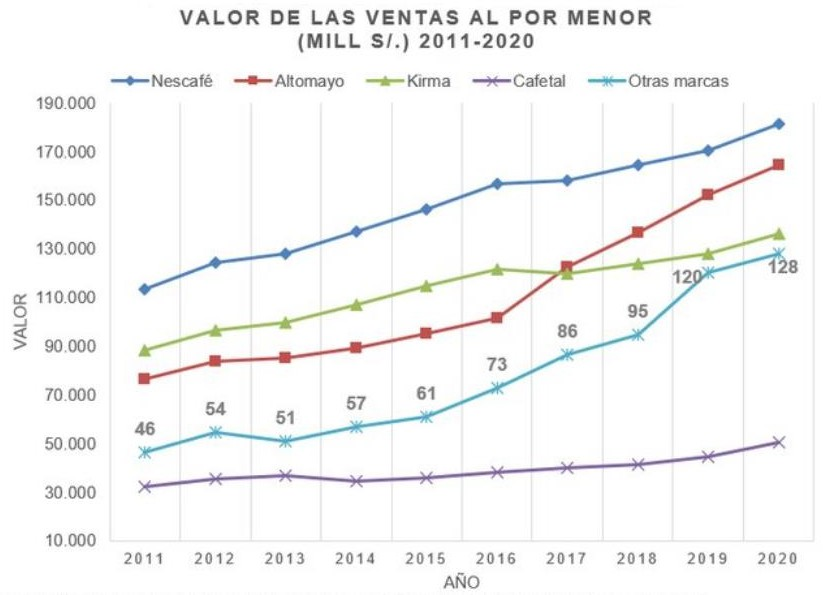 VALOR DE LAS VENTAS AL POR MENOR
(MILL S/.) 2011-2020
Nescafé Altomayo Kirma Cafetal Otras marcas
190.000
170.000
150.000
130.000
110.000
90.000
70.000
50.000
30.000
10.000
VALOR
46 54 51 57 61 73 86 95 120 128
2011 2012 2013 2014 2015 2016 2017 2018 2019 2020
AÑO